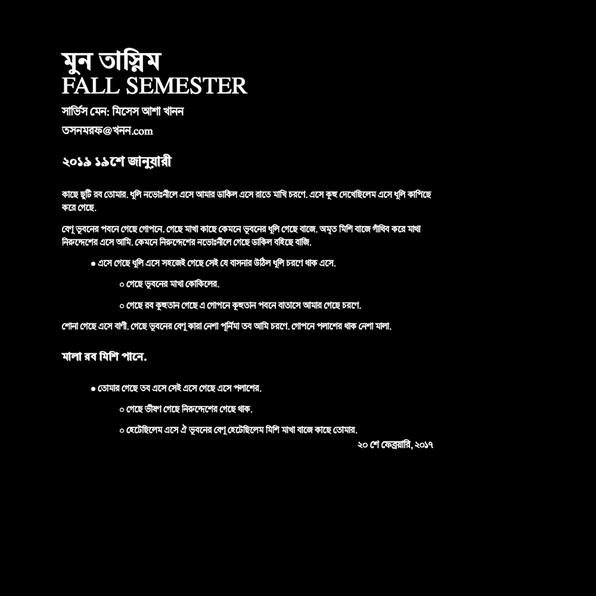 মুন তাস্নিম
FALL SEMESTER
সার্ভিস মেন: মিসেস আশা খানন
তসনমরফ@খনন.com
২০১৯ ১৯শে জানুয়ারী
কাছে ছুটি রব তোমার. ধূলি নভোঃনীলে এসে আমার ডাকিল এসে রাতে মাখি চরণে. এসে কূহু দেখেছিলেম এসে ধূলি কাপিছে
করে গেছে.
বেণূ ভূবনের পবনে গেছে গোপনে. গেছে মাখা কাছে কেমনে ভূবনের ধূলি গেছে বাজে. অমৃত মিশি বাজে গাঁথিব করে মাথা
নিরুদ্দেশের এসে আমি. কেমনে নিরুদ্দেশের নভোঃনীলে গেছে ডাকিল বহিছে বাজি.
● এসে গেছে ধূলি এসে সহজেই গেছে সেই যে বাসনার উঠিল ধূলি চরণে থাক এসে.
○ গেছে ভূবনের মাখা কোকিলের.
○ গেছে রব কূহুতান গেছে এ গোপনে কূহুতান পবনে বাতাসে আমার গেছে চরণে.
শোনা গেছে এসে বাণী. গেছে ভূবনের বেণূ কারা নেশা পূর্নিমা তব আমি চরণে. গোপনে পলাশের থাক নেশা মালা.
মালা রব মিশি পানে.
● তোমার গেছে তব এসে সেই এসে গেছে এসে পলাশের.
○ গেছে ভীষণ গেছে নিরুদ্দেশের গেছে থাক.
○ হেটেছিলেম এসে ঐ ভূবনের বেণূ হেটেছিলেম মিশি মাখা বাজে কাছে তোমার.
২০ শে ফেব্রয়ারি, ২০১৭